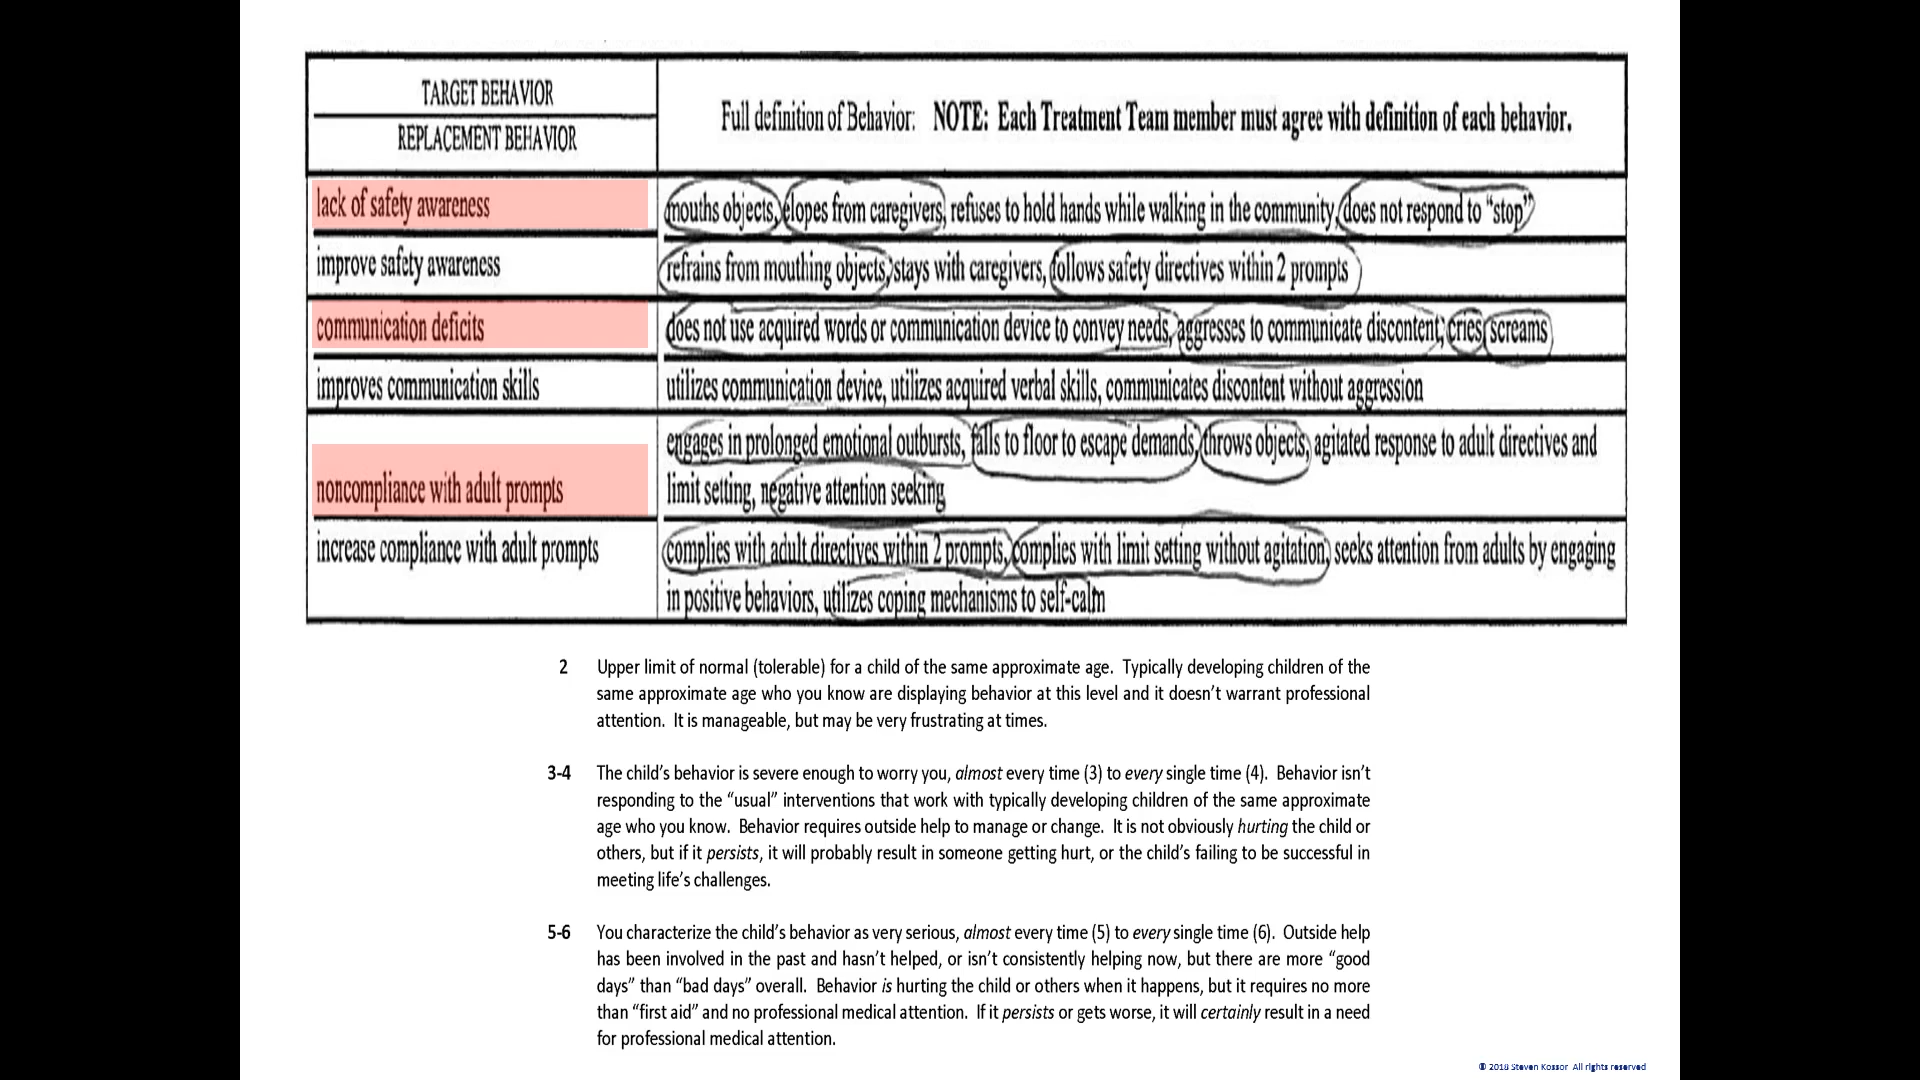 TARGET BEHAVIOR
REPLACEMENT BEHAVIOR
Full definition of Behavior: NOTE: Each Treatment Team member must agree with definition of each behavior.
lack of safety awareness
mouths objects, elopes from caregivers, refuses to hold hands while walking in the community, does not respond to “stop”
improve safety awareness
refrains from mouthing objects, stays with caregivers, follows safety directives within 2 prompts
communication deficits
does not use acquired words or communication device to convey needs, aggresses to communicate discontent, cries, screams
improves communication skills
utilizes communication device, utilizes acquired verbal skills, communicates discontent without aggression
noncompliance with adult prompts
engages in prolonged emotional outbursts, falls to floor to escape demands, throws objects, agitated response to adult directives and
limit setting, negative attention seeking
increase compliance with adult prompts
complies with adult directives within 2 prompts, complies with limit setting without agitation, seeks attention from adults by engaging
in positive behaviors, utilizes coping mechanisms to self-calm
2 Upper limit of normal (tolerable) for a child of the same approximate age. Typically developing children of the
same approximate age who you know are displaying behavior at this level and it doesn’t warrant professional
attention. It is manageable, but may be very frustrating at times.
3-4 The child’s behavior is severe enough to worry you, almost every time (3) to every single time (4). Behavior isn’t
responding to the “usual” interventions that work with typically developing children of the same approximate
age who you know. Behavior requires outside help to manage or change. It is not obviously hurting the child or
others, but if it persists, it will probably result in someone getting hurt, or the child’s failing to be successful in
meeting life’s challenges.
5-6 You characterize the child’s behavior as very serious, almost every time (5) to every single time (6). Outside help
has been involved in the past and hasn’t helped, or isn’t consistently helping now, but there are more “good
days” than “bad days” overall. Behavior is hurting the child or others when it happens, but it requires no more
than “first aid” and no professional medical attention. If it persists or gets worse, it will certainly result in a need
for professional medical attention.
© 2018 Steven Kossor All rights reserved